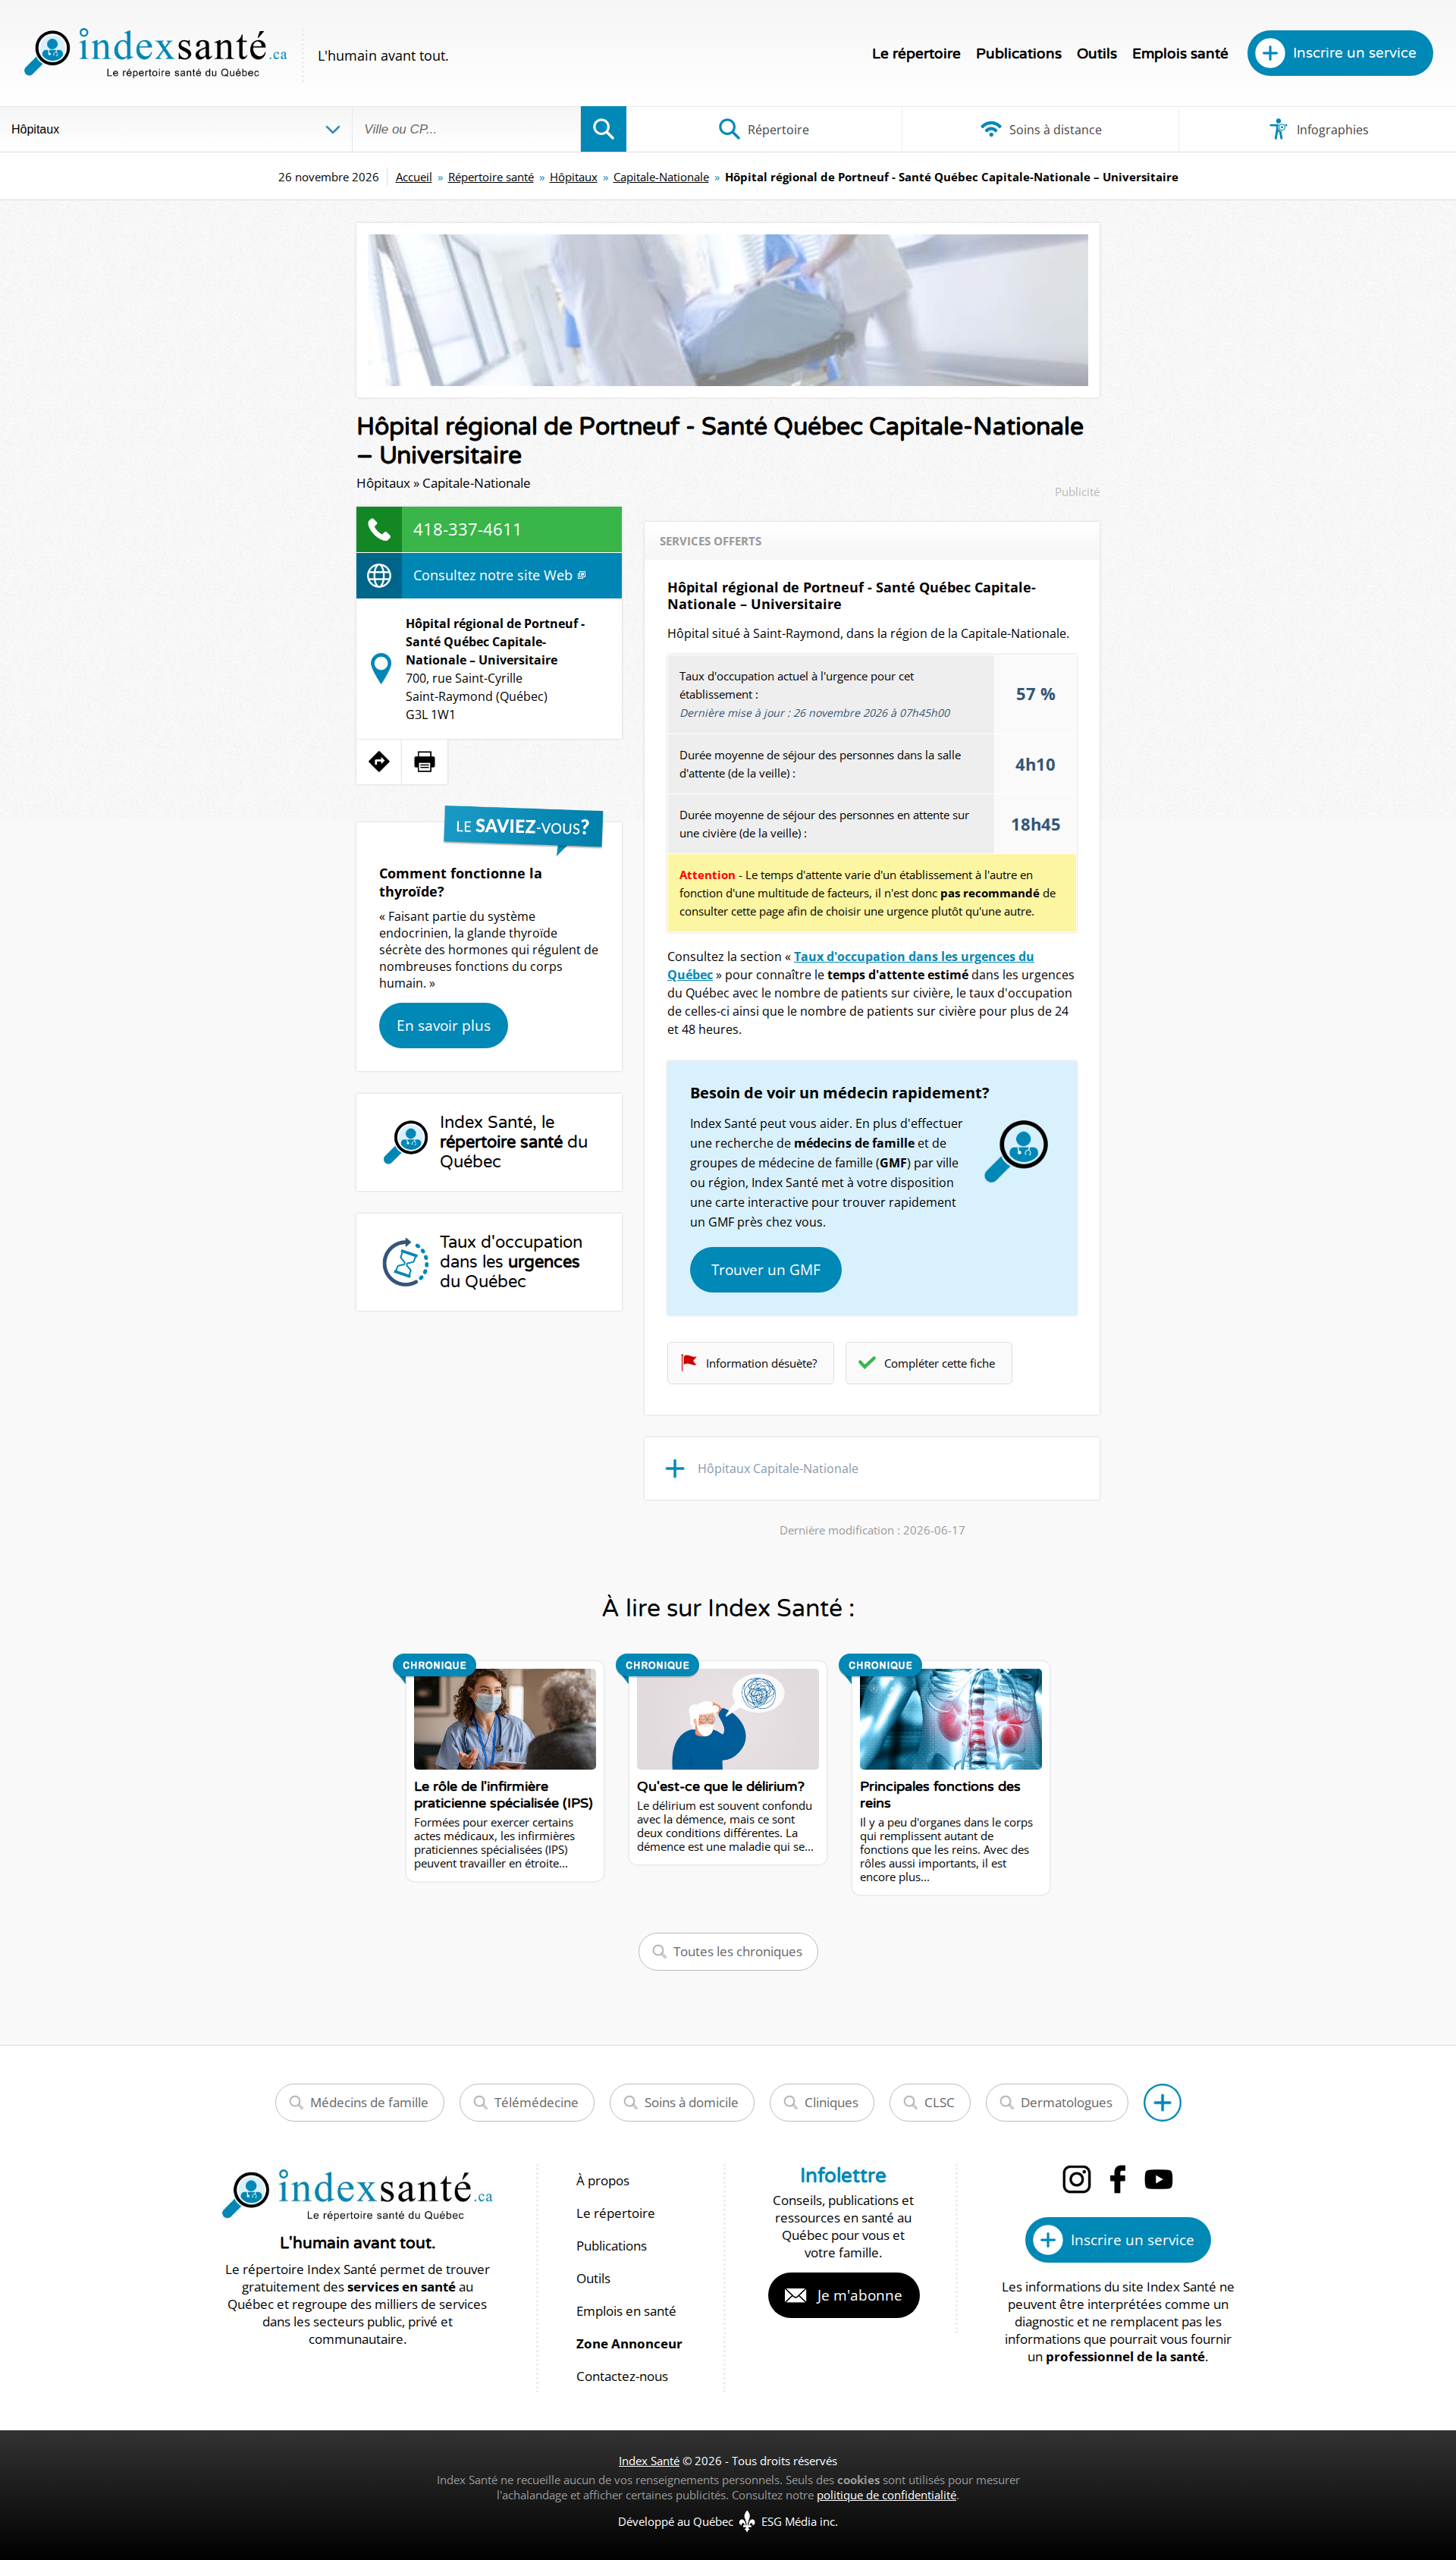 indexsanté.ca
Le répertoire santé du Québec
L'humain avant tout.
Le répertoire
Publications
Outils
Emplois santé
Inscrire un service
Hôpitaux
Ville ou CP...
Répertoire
Soins à distance
Infographies
26 novembre 2026
Accueil » Répertoire santé » Hôpitaux » Capitale-Nationale » Hôpital régional de Portneuf - Santé Québec Capitale-Nationale – Universitaire
Hôpital régional de Portneuf - Santé Québec Capitale-Nationale
– Universitaire
Hôpitaux » Capitale-Nationale
Publicité
418-337-4611
Consultez notre site Web
Hôpital régional de Portneuf -
Santé Québec Capitale-
Nationale – Universitaire
700, rue Saint-Cyrille
Saint-Raymond (Québec)
G3L 1W1
LE SAVIEZ-VOUS?
Comment fonctionne la
thyroïde?
« Faisant partie du système
endocrinien, la glande thyroïde
sécrète des hormones qui régulent de
nombreuses fonctions du corps
humain. »
En savoir plus
Index Santé, le
répertoire santé du
Québec
Taux d'occupation
dans les urgences
du Québec
SERVICES OFFERTS
Hôpital régional de Portneuf - Santé Québec Capitale-
Nationale – Universitaire
Hôpital situé à Saint-Raymond, dans la région de la Capitale-Nationale.
Taux d'occupation actuel à l'urgence pour cet
établissement :
Dernière mise à jour : 26 novembre 2026 à 07h45h00
57 %
Durée moyenne de séjour des personnes dans la salle
d'attente (de la veille) :
4h10
Durée moyenne de séjour des personnes en attente sur
une civière (de la veille) :
18h45
Attention - Le temps d'attente varie d'un établissement à l'autre en
fonction d'une multitude de facteurs, il n'est donc pas recommandé de
consulter cette page afin de choisir une urgence plutôt qu'une autre.
Consultez la section « Taux d'occupation dans les urgences du
Québec » pour connaître le temps d'attente estimé dans les urgences
du Québec avec le nombre de patients sur civière, le taux d'occupation
de celles-ci ainsi que le nombre de patients sur civière pour plus de 24
et 48 heures.
Besoin de voir un médecin rapidement?
Index Santé peut vous aider. En plus d'effectuer
une recherche de médecins de famille et de
groupes de médecine de famille (GMF) par ville
ou région, Index Santé met à votre disposition
une carte interactive pour trouver rapidement
un GMF près chez vous.
Trouver un GMF
Information désuète?
Compléter cette fiche
Hôpitaux Capitale-Nationale
Dernière modification : 2026-06-17
À lire sur Index Santé :
CHRONIQUE
Le rôle de l'infirmière
praticienne spécialisée (IPS)
Formées pour exercer certains
actes médicaux, les infirmières
praticiennes spécialisées (IPS)
peuvent travailler en étroite...
CHRONIQUE
Qu'est-ce que le délirium?
Le délirium est souvent confondu
avec la démence, mais ce sont
deux conditions différentes. La
démence est une maladie qui se...
CHRONIQUE
Principales fonctions des
reins
Il y a peu d'organes dans le corps
qui remplissent autant de
fonctions que les reins. Avec des
rôles aussi importants, il est
encore plus...
Toutes les chroniques
Médecins de famille
Télémédecine
Soins à domicile
Cliniques
CLSC
Dermatologues
indexsanté.ca
Le répertoire santé du Québec
L'humain avant tout.
Le répertoire Index Santé permet de trouver
gratuitement des services en santé au
Québec et regroupe des milliers de services
dans les secteurs public, privé et
communautaire.
À propos
Le répertoire
Publications
Outils
Emplois en santé
Zone Annonceur
Contactez-nous
Infolettre
Conseils, publications et
ressources en santé au
Québec pour vous et
votre famille.
Je m'abonne
Inscrire un service
Les informations du site Index Santé ne
peuvent être interprétées comme un
diagnostic et ne remplacent pas les
informations que pourrait vous fournir
un professionnel de la santé.
Index Santé © 2026 - Tous droits réservés
Index Santé ne recueille aucun de vos renseignements personnels. Seuls des cookies sont utilisés pour mesurer
l'achalandage et afficher certaines publicités. Consultez notre politique de confidentialité.
Développé au Québec ESG Média inc.